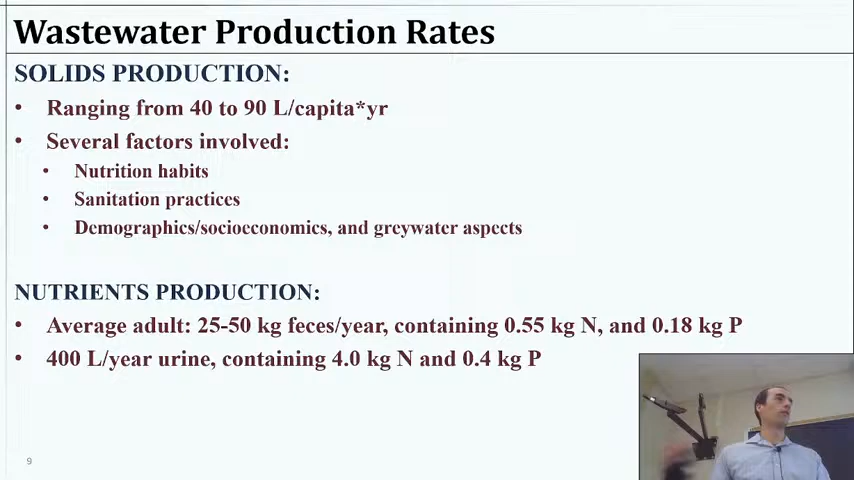 Wastewater Production Rates
SOLIDS PRODUCTION:
• Ranging from 40 to 90 L/capita*yr
• Several factors involved:
• Nutrition habits
• Sanitation practices
• Demographics/socioeconomics, and greywater aspects
NUTRIENTS PRODUCTION:
• Average adult: 25-50 kg feces/year, containing 0.55 kg N, and 0.18 kg P
• 400 L/year urine, containing 4.0 kg N and 0.4 kg P
9